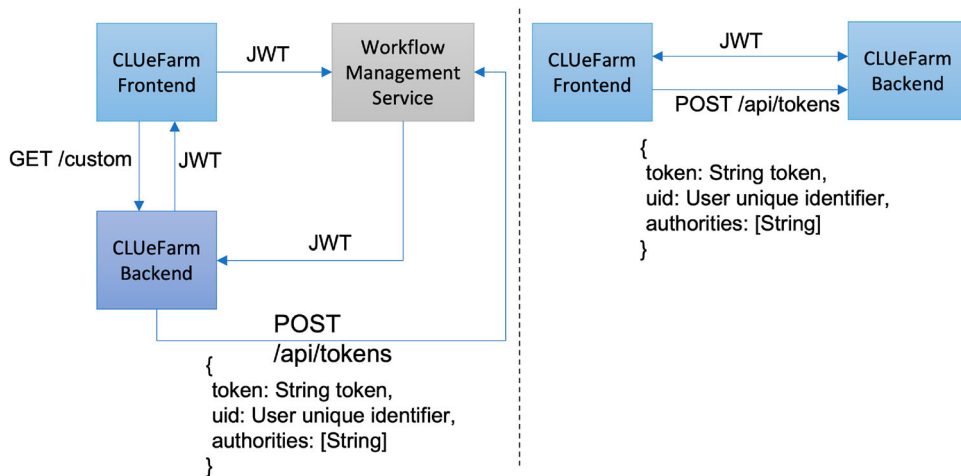 CLUeFarm
Frontend
JWT
Workflow
Management
Service
GET /custom
JWT
CLUeFarm
Backend
JWT
POST
/api/tokens
{
token: String token,
uid: User unique identifier,
authorities: [String]
}
CLUeFarm
Frontend
JWT
POST /api/tokens
CLUeFarm
Backend
{
token: String token,
uid: User unique identifier,
authorities: [String]
}